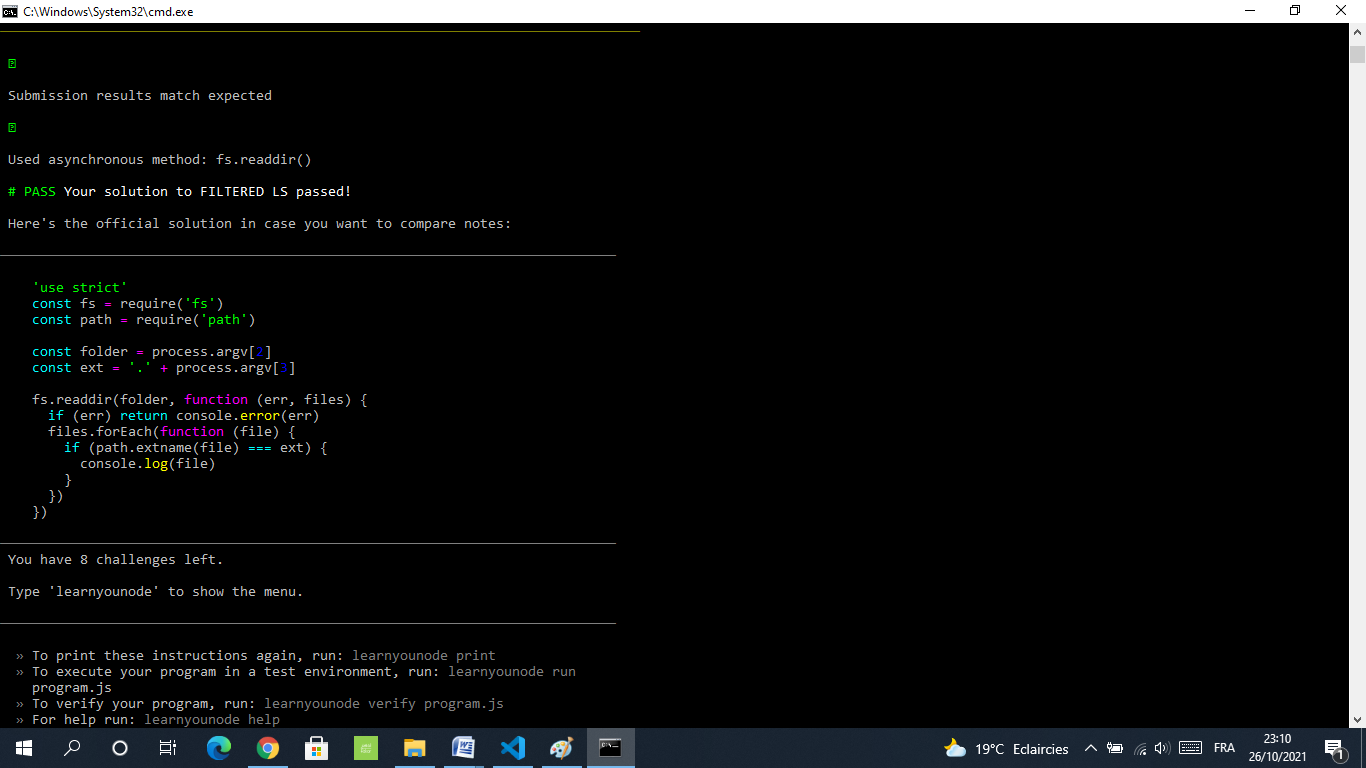 C:\Windows\System32\cmd.exe
Submission results match expected
Used asynchronous method: fs.readdir()
# PASS Your solution to FILTERED LS passed!
Here's the official solution in case you want to compare notes:
'use strict'
const fs = require('fs')
const path = require('path')
const folder = process.argv[2]
const ext = '.' + process.argv[3]
fs.readdir(folder, function (err, files) {
if (err) return console.error(err)
files.forEach(function (file) {
if (path.extname(file) === ext) {
console.log(file)
}
})
})
You have 8 challenges left.
Type 'learnyounode' to show the menu.
» To print these instructions again, run: learnyounode print
» To execute your program in a test environment, run: learnyounode run
program.js
» To verify your program, run: learnyounode verify program.js
» For help run: learnyounode help
19°C Eclaircies
FRA
23:10
26/10/2021
1